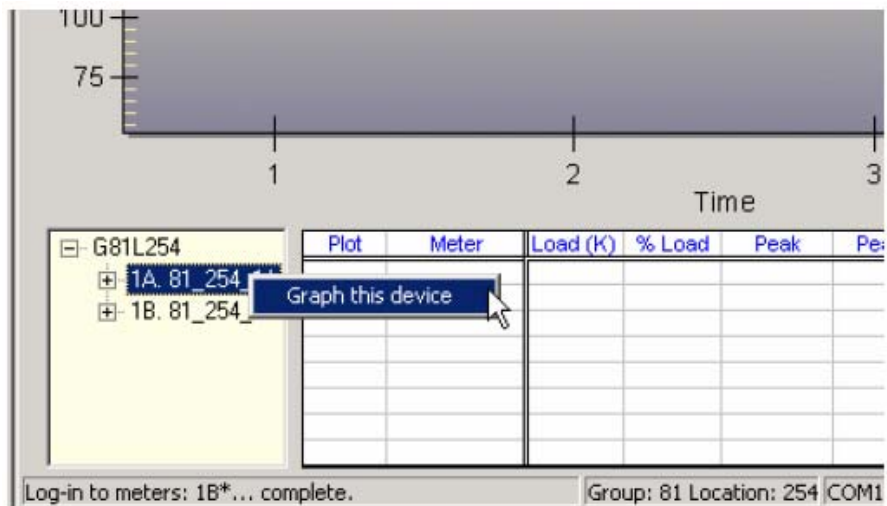 100
75
1 2 3
Time
G81L254
Plot Meter Load (K) % Load Peak
1A. 81_254_
Graph this device
1B. 81_254_
Log-in to meters: 1B*... complete. Group: 81 Location: 254 COM1